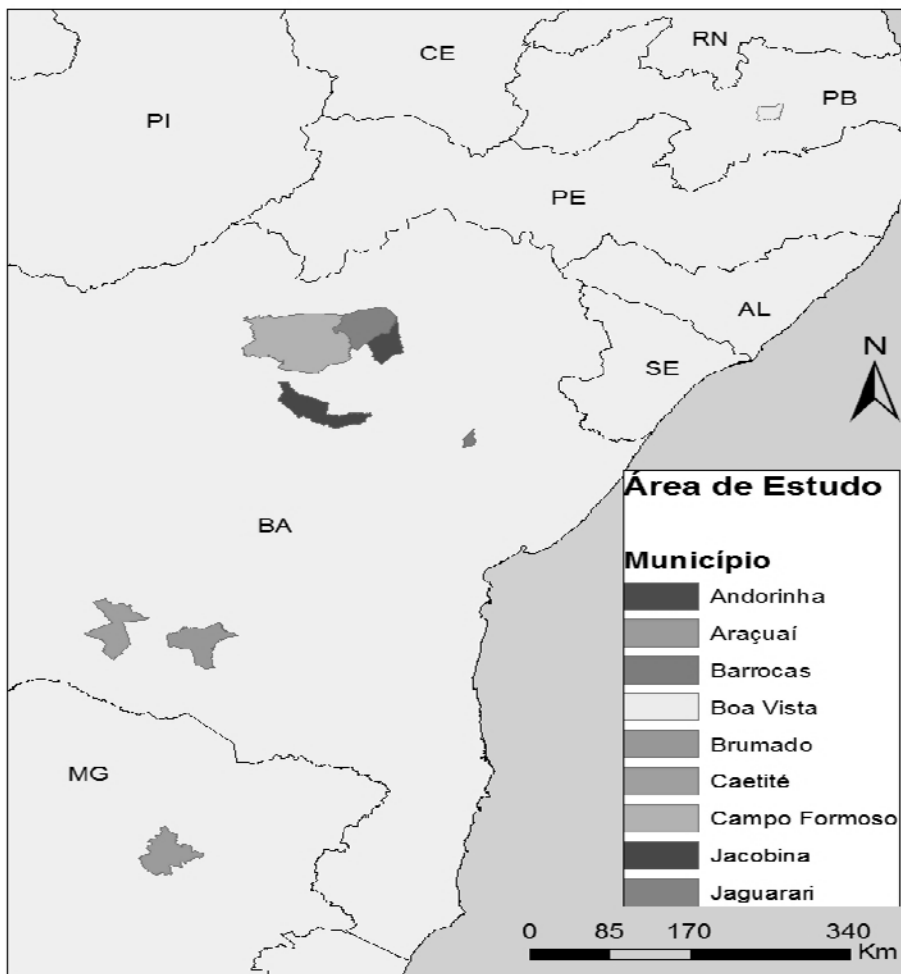 CE
RN
PB
PI
PE
AL
SE
N
BA
MG
Área de Estudo
Município
Andorinha
Araçuaí
Barrocas
Boa Vista
Brumado
Caetité
Campo Formoso
Jacobina
Jaguarari
0 85 170 340
Km